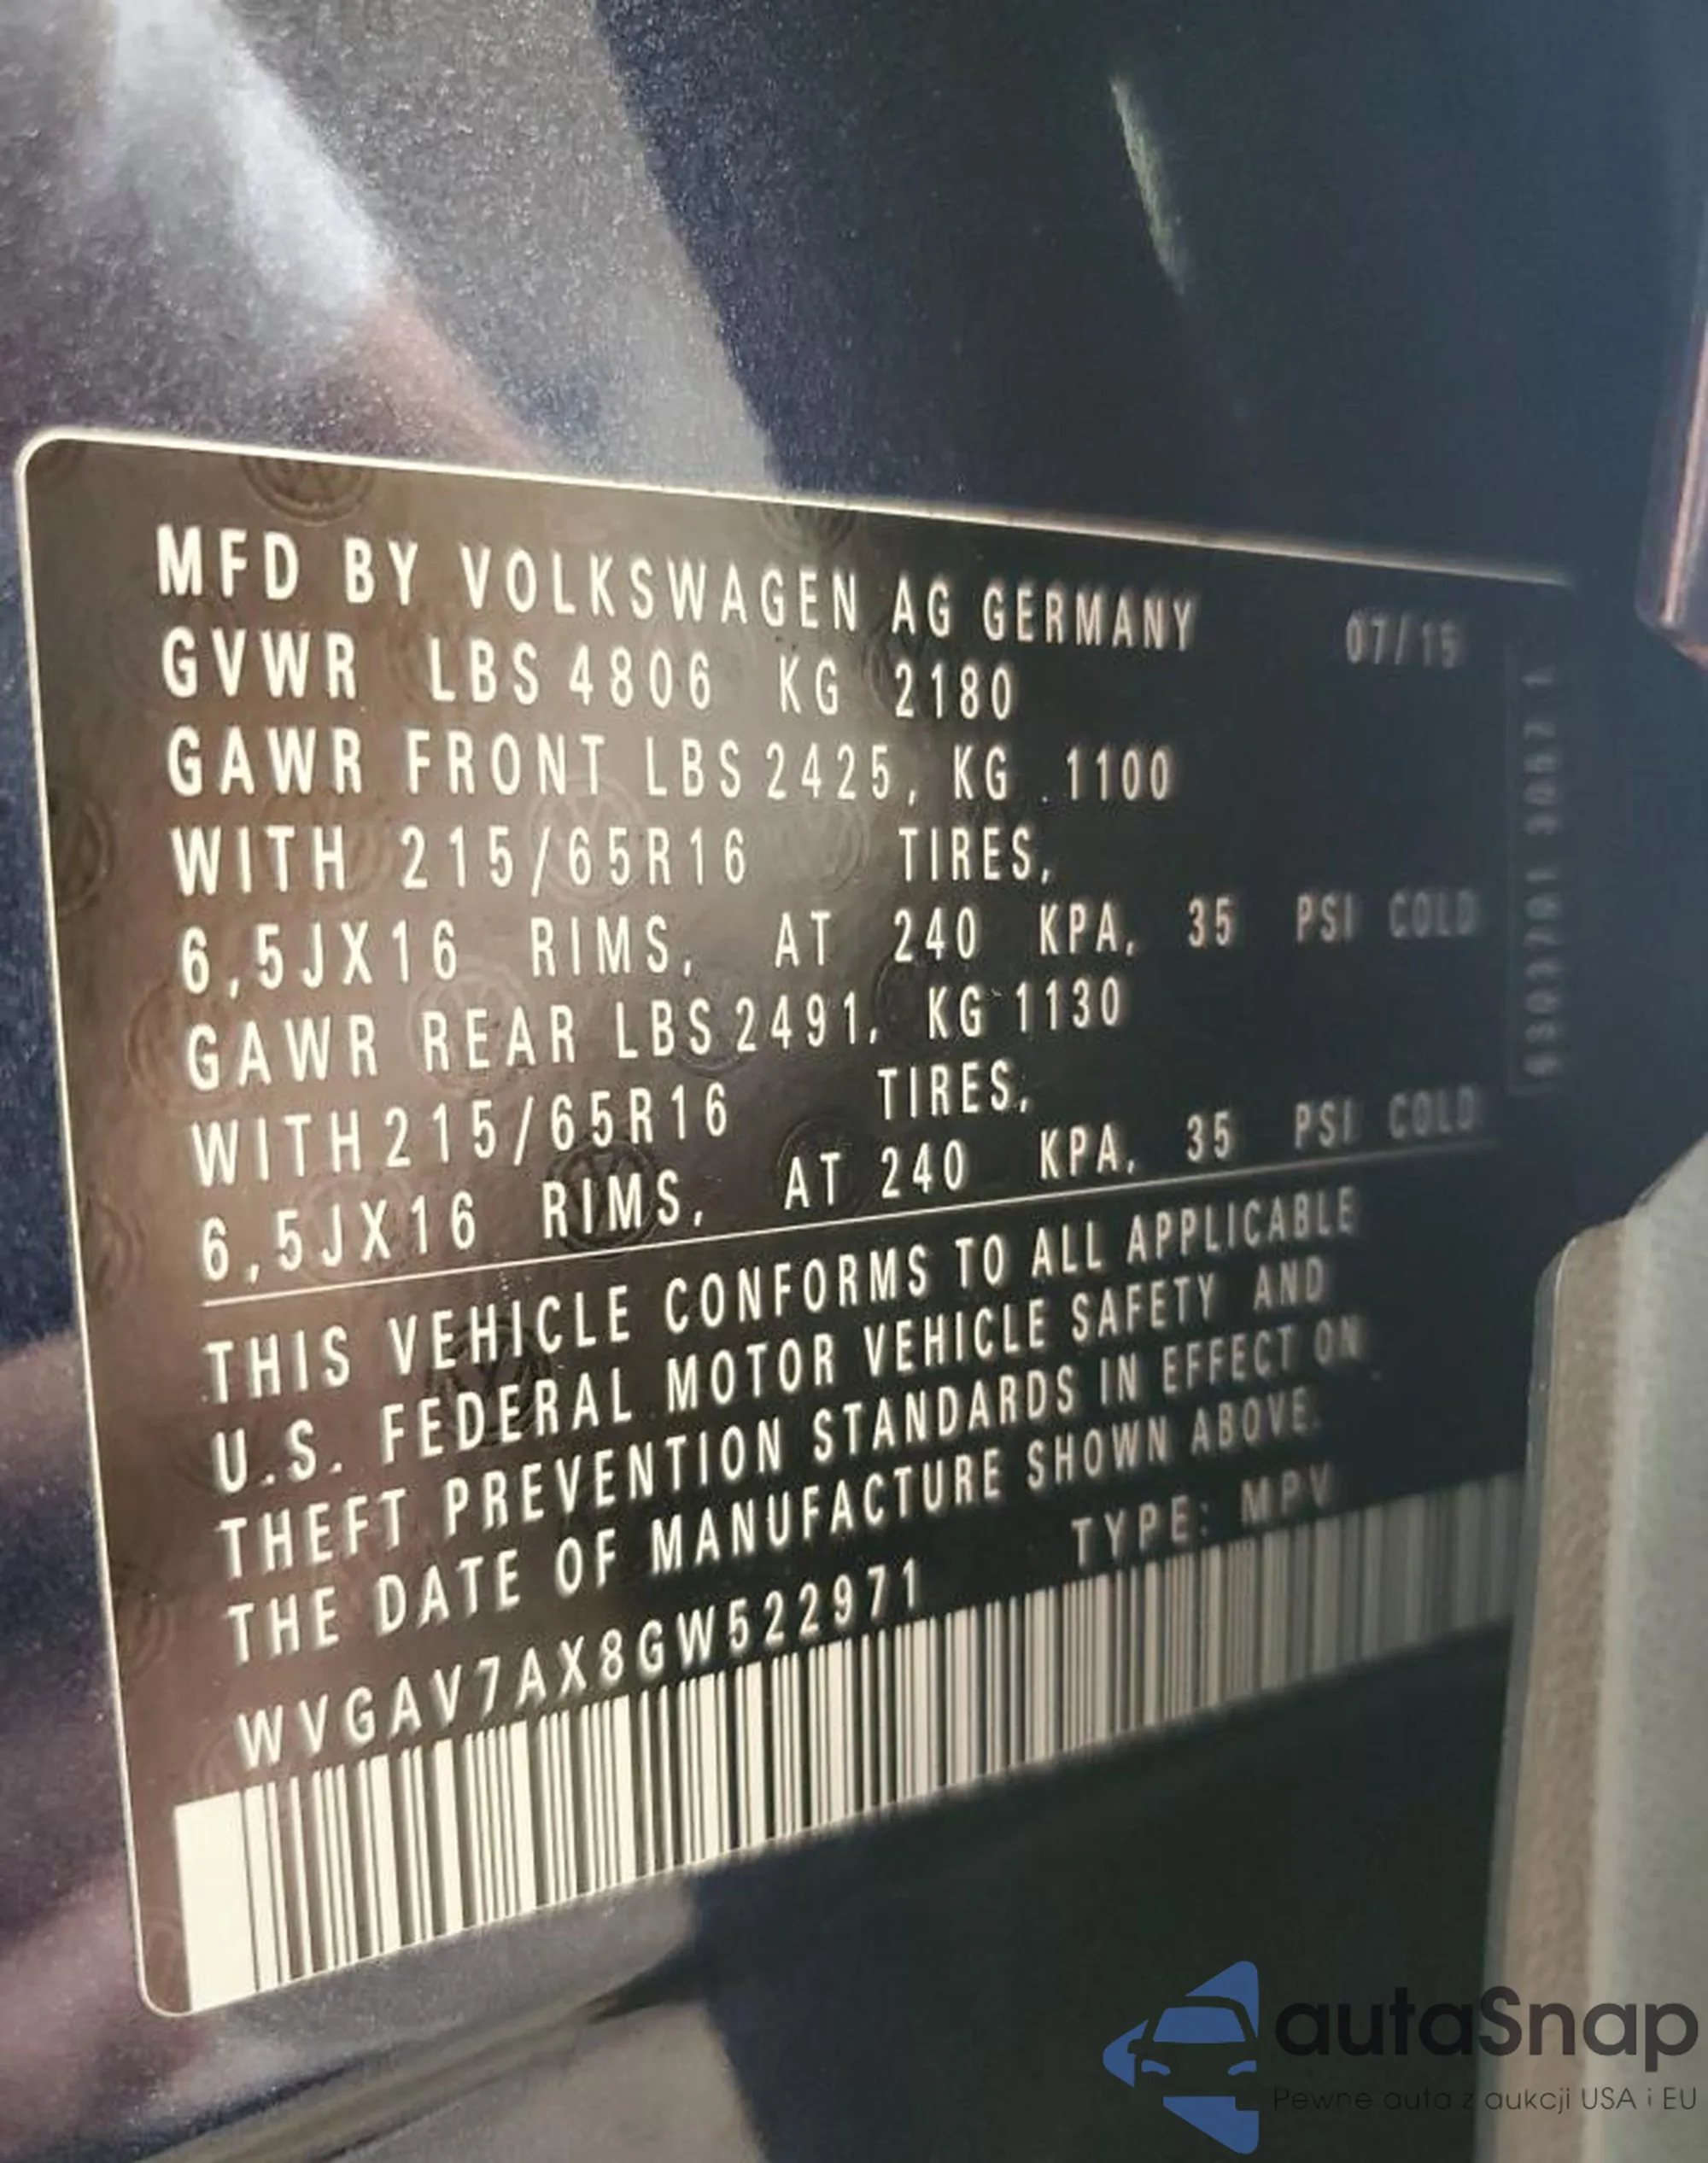 MFD BY VOLKSWAGEN AG GERMANY 07/15
GVWR LBS 4806 KG 2180
GAWR FRONT LBS 2425, KG .1100
WITH 215/65R16 TIRES,
6,5JX16 RIMS, AT 240 KPA, 35 PSI COLD
GAWR REAR LBS 2491, KG 1130
WITH 215/65R16 TIRES,
6,5JX16 RIMS, AT 240 KPA, 35 PSI COLD
THIS VEHICLE CONFORMS TO ALL APPLICABLE
U.S. FEDERAL MOTOR VEHICLE SAFETY AND
THEFT PREVENTION STANDARDS IN EFFECT ON
THE DATE OF MANUFACTURE SHOWN ABOVE.
WVGAV7AX8GW522971 TYPE: MPV
autaSnap
Pewne auta z aukcji USA i EU